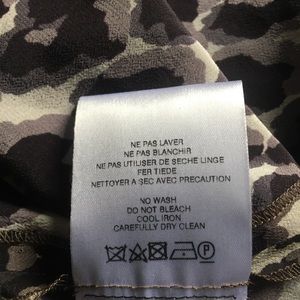 NE PAS LAVER
NE PAS BLANCHIR
NE PAS UTILISER DE SECHE LINGE
FER TIEDE
NETTOYER A SEC AVEC PRECAUTION
NO WASH
DO NOT BLEACH
COOL IRON
CAREFULLY DRY CLEAN
P